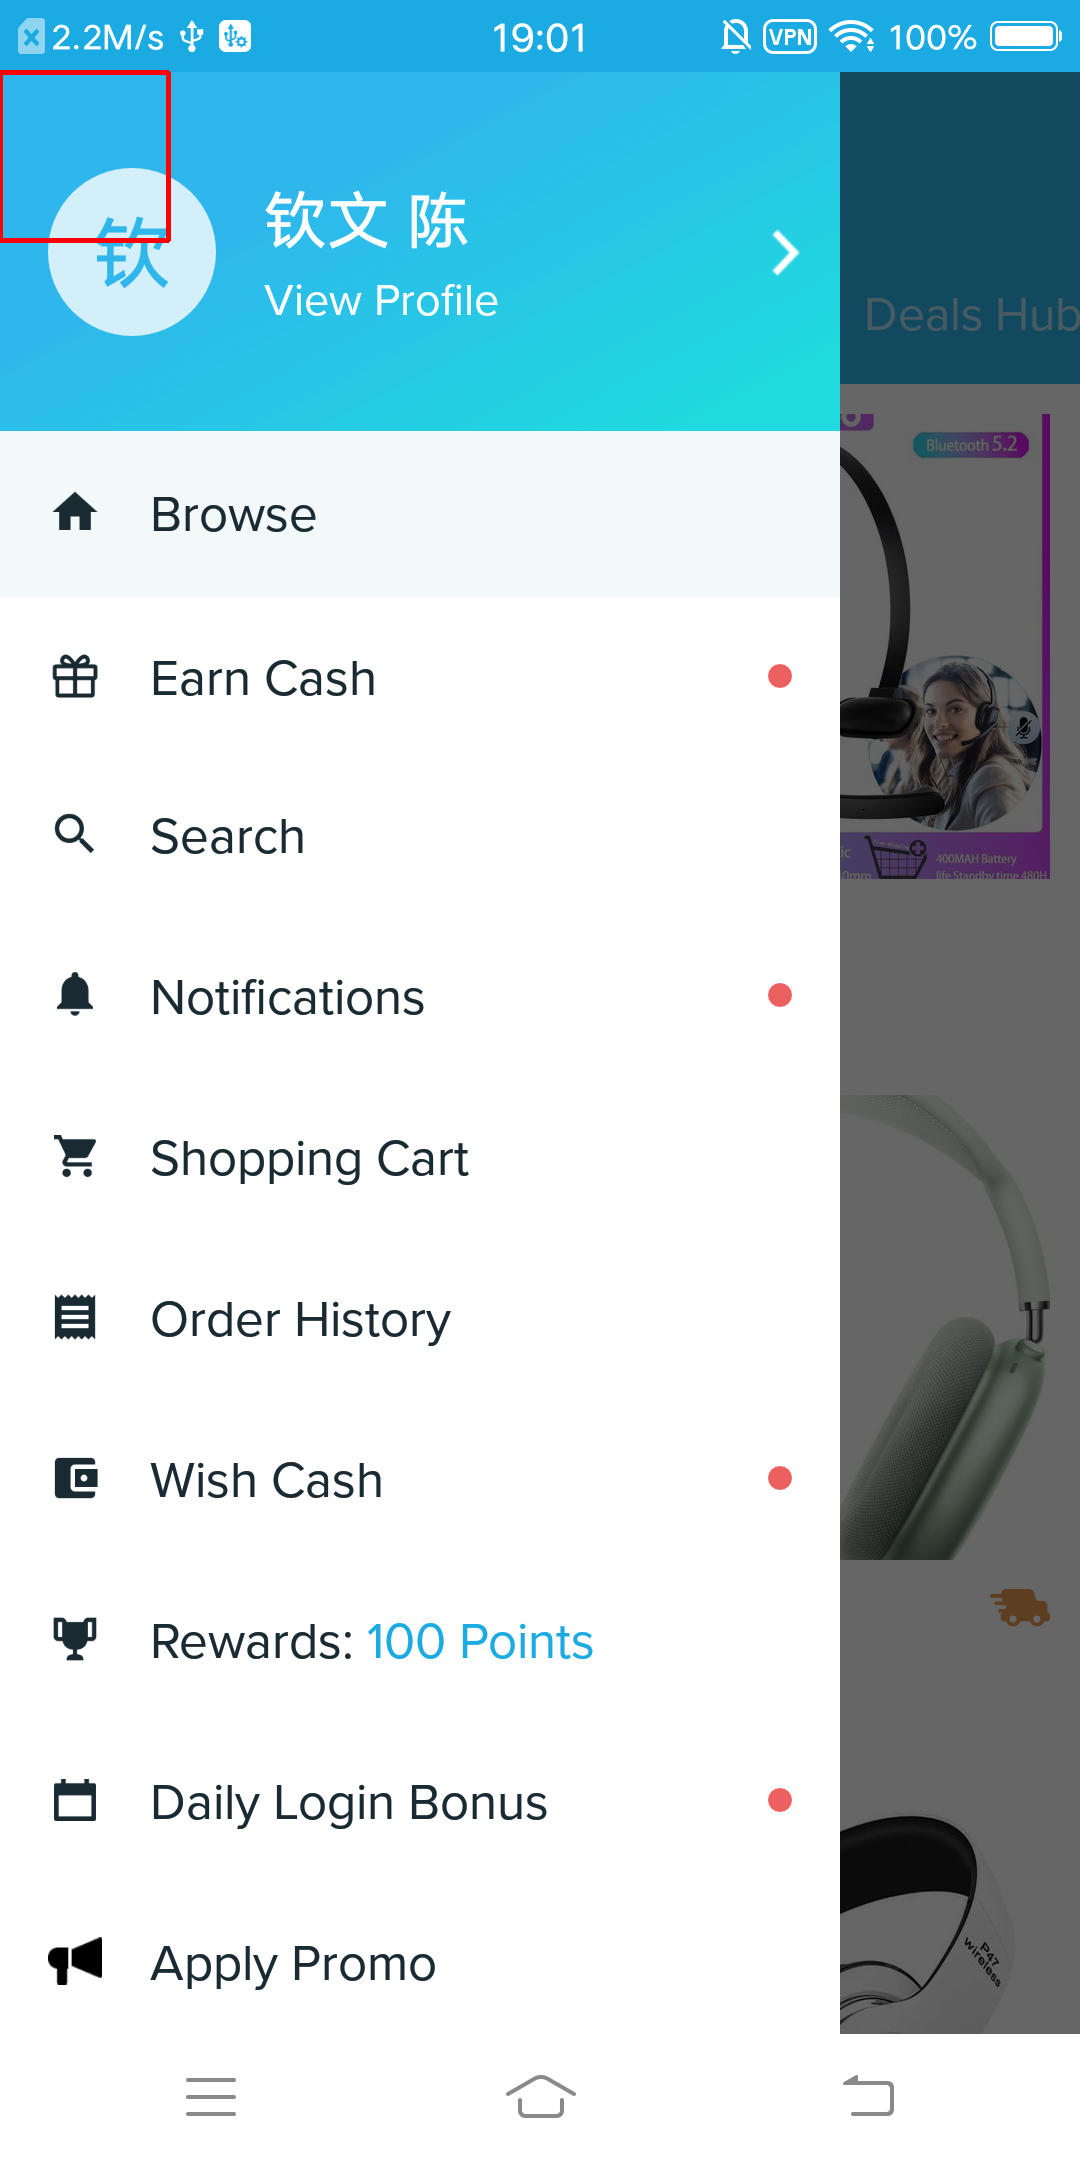 2.2M/s 19:01 VPN 100%
钦
钦文 陈
View Profile
Deals Hub
Browse
Bluetooth 5.2
Earn Cash
Search
ic
400MAH Battery
0mm
life Standby time 480H
Notifications
Shopping Cart
Order History
Wish Cash
Rewards: 100 Points
Daily Login Bonus
Apply Promo
P47
wireless